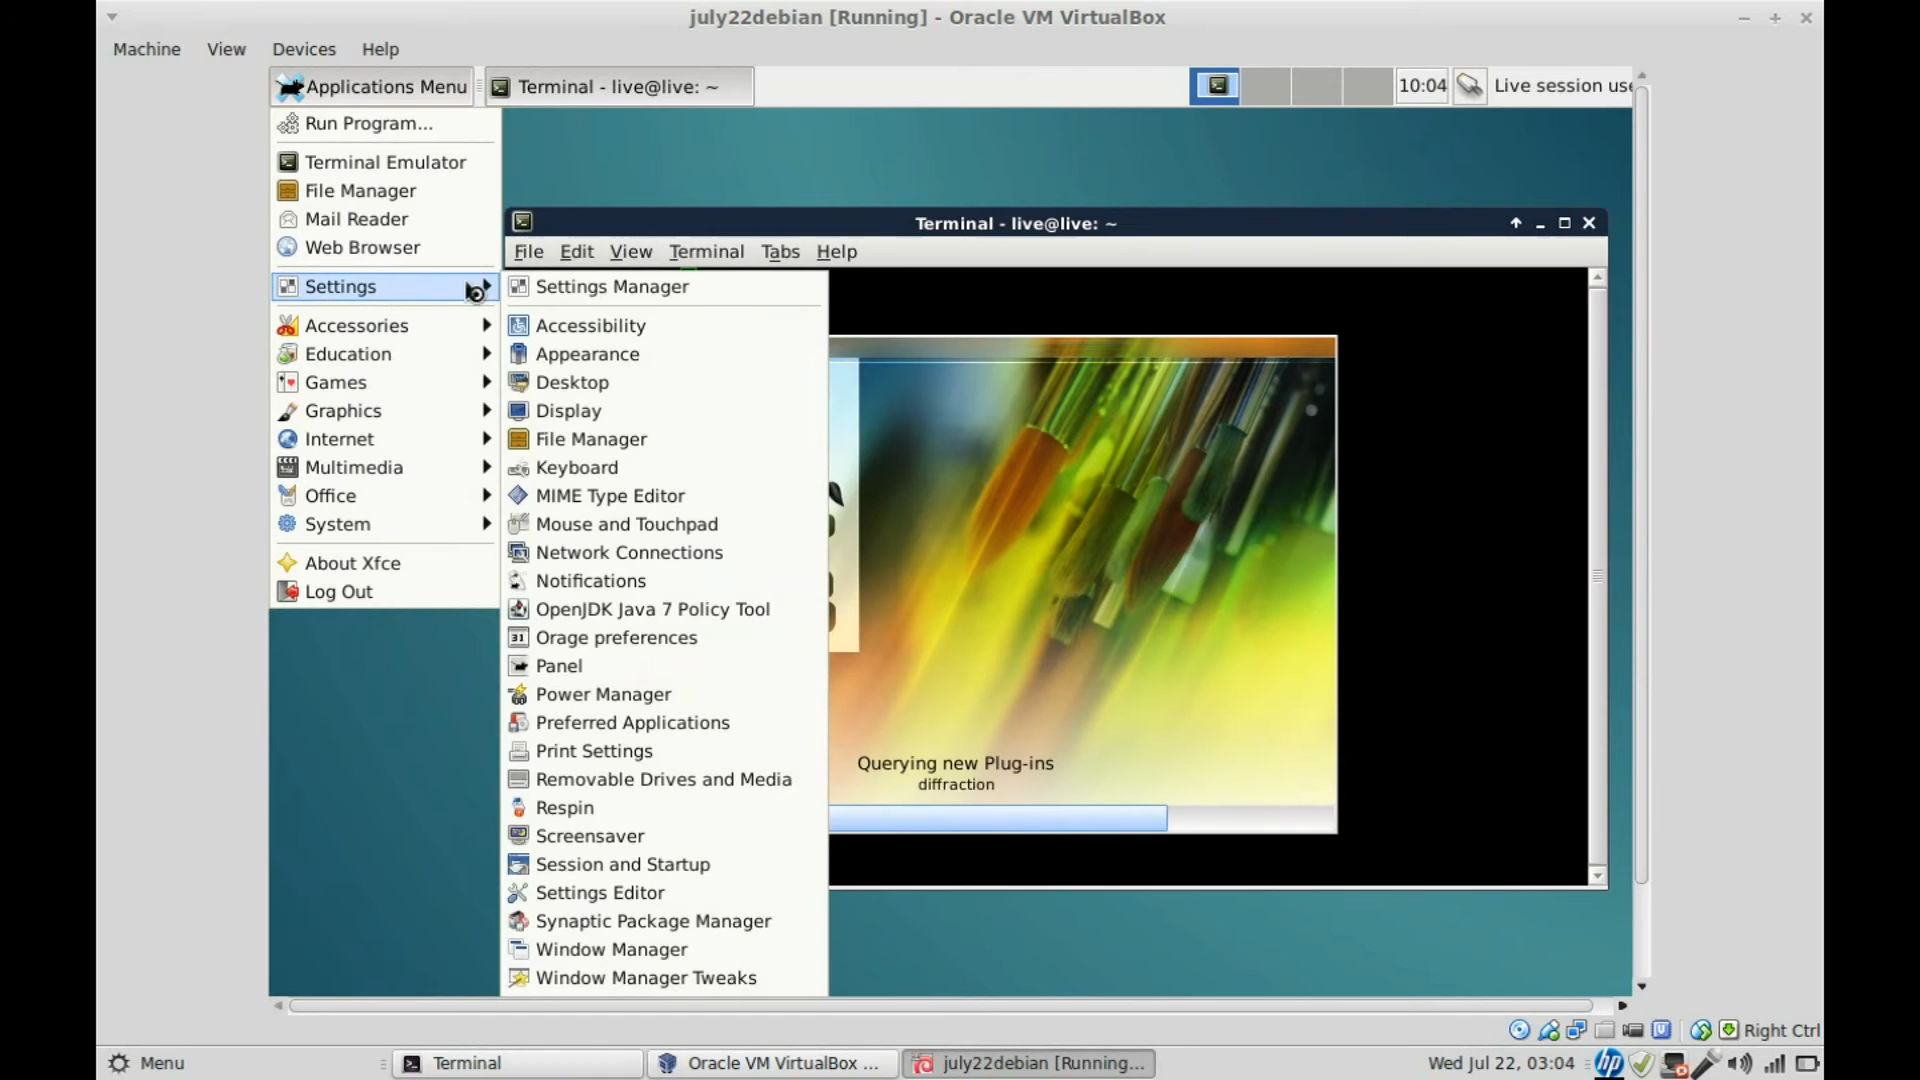 july22debian [Running] - Oracle VM VirtualBox
Machine View Devices Help
Applications Menu
Terminal - live@live: ~
10:04
Live session use
Run Program...
Terminal Emulator
File Manager
Mail Reader
Web Browser
Settings
Accessories
Education
Games
Graphics
Internet
Multimedia
Office
System
About Xfce
Log Out
Terminal - live@live: ~
File Edit View Terminal Tabs Help
Settings Manager
Accessibility
Appearance
Desktop
Display
File Manager
Keyboard
MIME Type Editor
Mouse and Touchpad
Network Connections
Notifications
OpenJDK Java 7 Policy Tool
31
Orage preferences
Panel
Power Manager
Preferred Applications
Print Settings
Removable Drives and Media
Respin
Screensaver
Session and Startup
Settings Editor
Synaptic Package Manager
Window Manager
Window Manager Tweaks
Querying new Plug-ins
diffraction
Right Ctrl
Menu
Terminal
Oracle VM VirtualBox ...
july22debian [Running...
Wed Jul 22, 03:04
hp